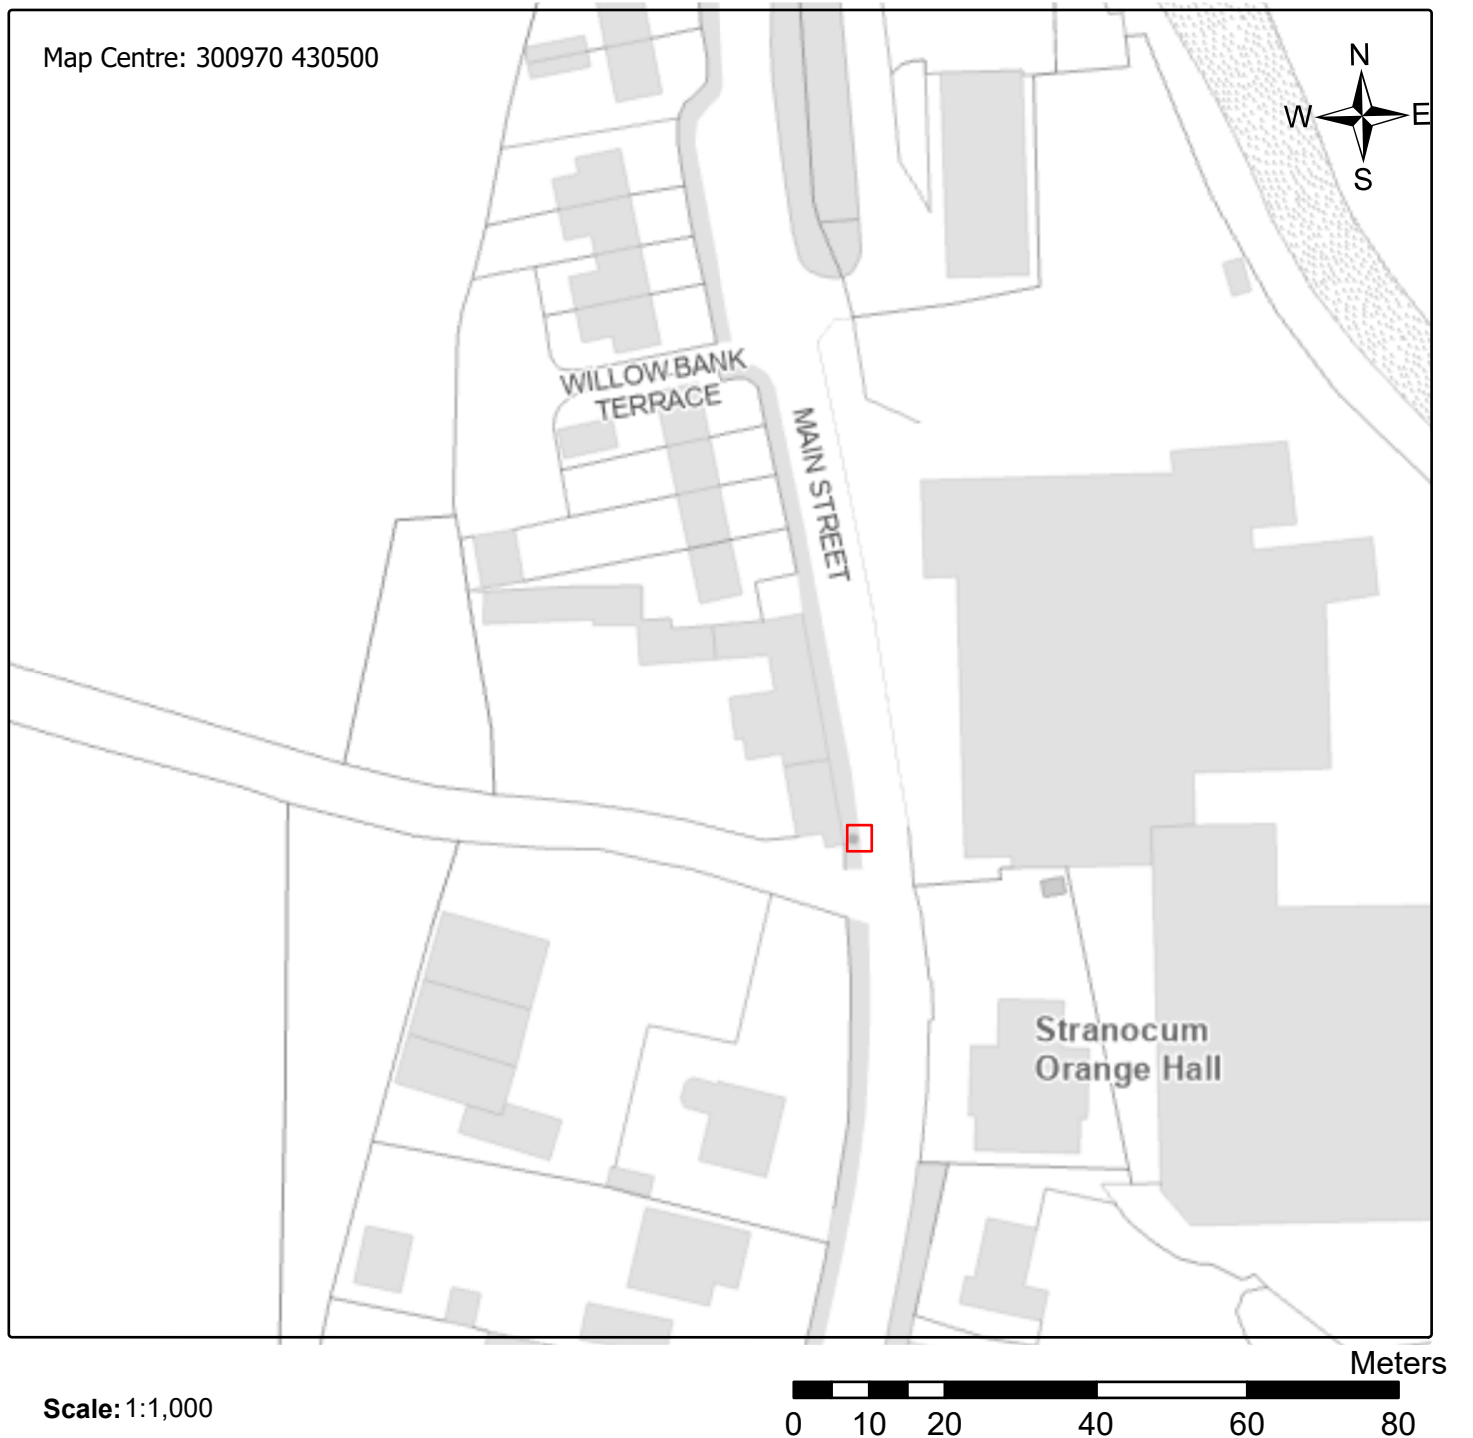 Map Centre: 300970 430500
N
W E
S
WILLOW BANK
TERRACE
MAIN STREET
Stranocum
Orange Hall
Meters
Scale: 1:1,000
0 10 20 40 60 80